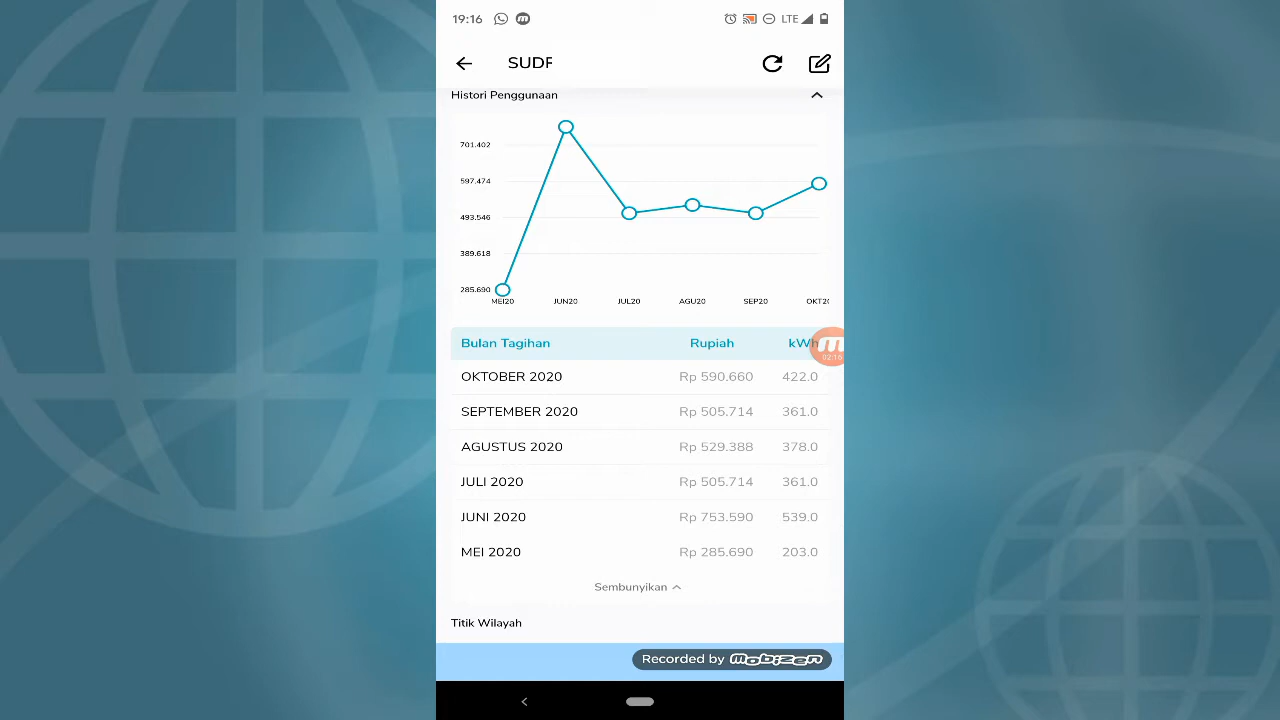 19:16 LTE
SUDF
Histori Penggunaan
701.402
597.474
493.546
389.618
285.690
MEI20 JUN20 JUL20 AGU20 SEP20 OKT20
Bulan Tagihan Rupiah kWh
02:16
OKTOBER 2020 Rp 590.660 422.0
SEPTEMBER 2020 Rp 505.714 361.0
AGUSTUS 2020 Rp 529.388 378.0
JULI 2020 Rp 505.714 361.0
JUNI 2020 Rp 753.590 539.0
MEI 2020 Rp 285.690 203.0
Sembunyikan
Titik Wilayah
Recorded by mobizen